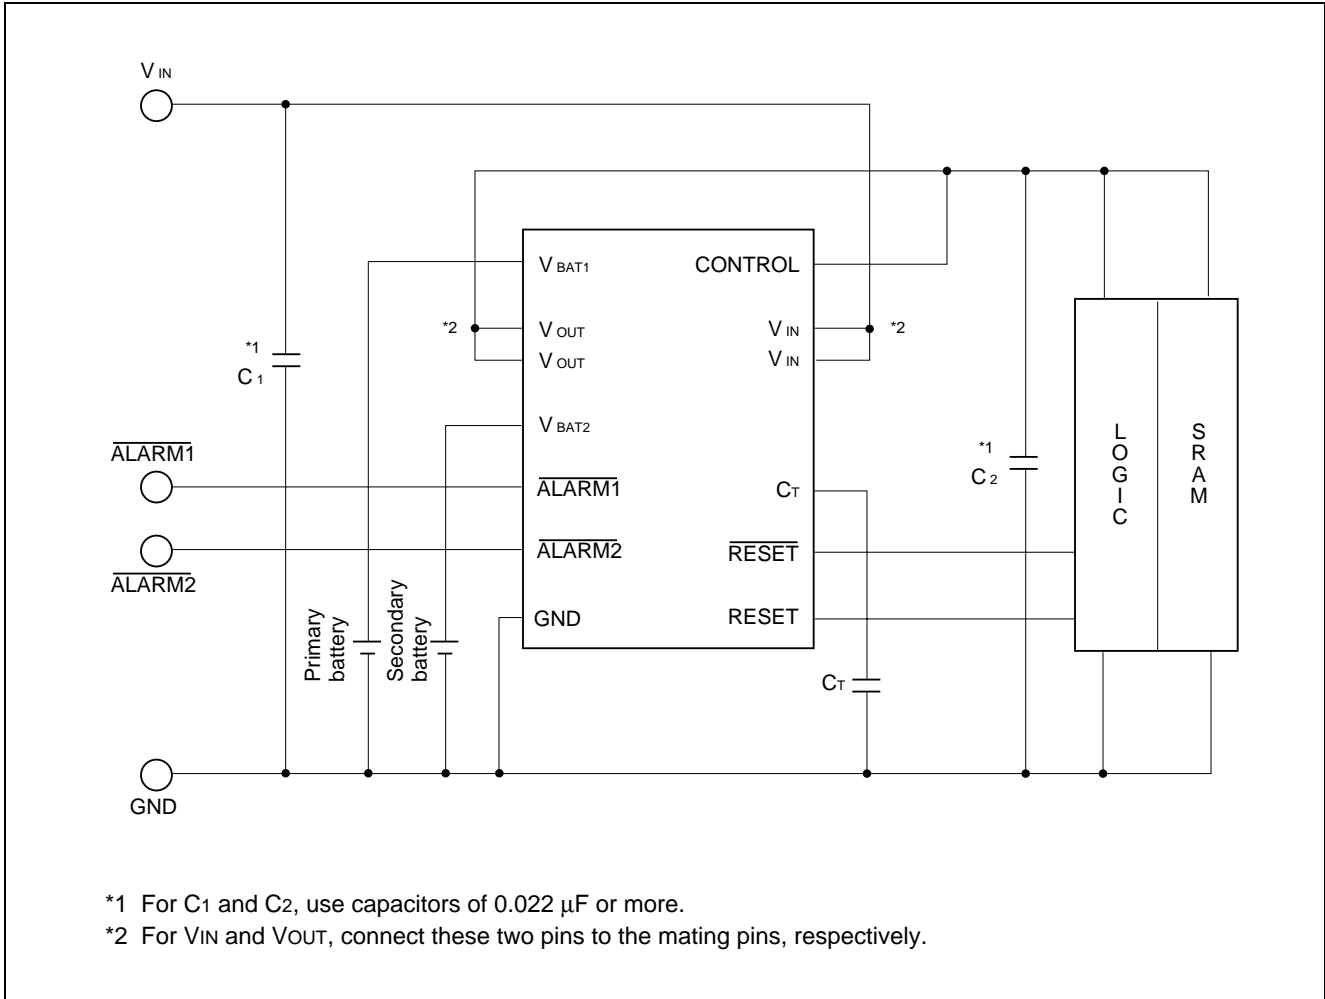 V IN
V BAT1
CONTROL
*2
V OUT
V IN
*2
V OUT
V IN
*1
C 1
V BAT2
ALARM1
*1
C 2
LOGIC
SRAM
ALARM1
CT
ALARM2
RESET
ALARM2
Primary
battery
Secondary
battery
GND
RESET
CT
GND
*1 For C1 and C2, use capacitors of 0.022 μF or more.
*2 For VIN and VOUT, connect these two pins to the mating pins, respectively.